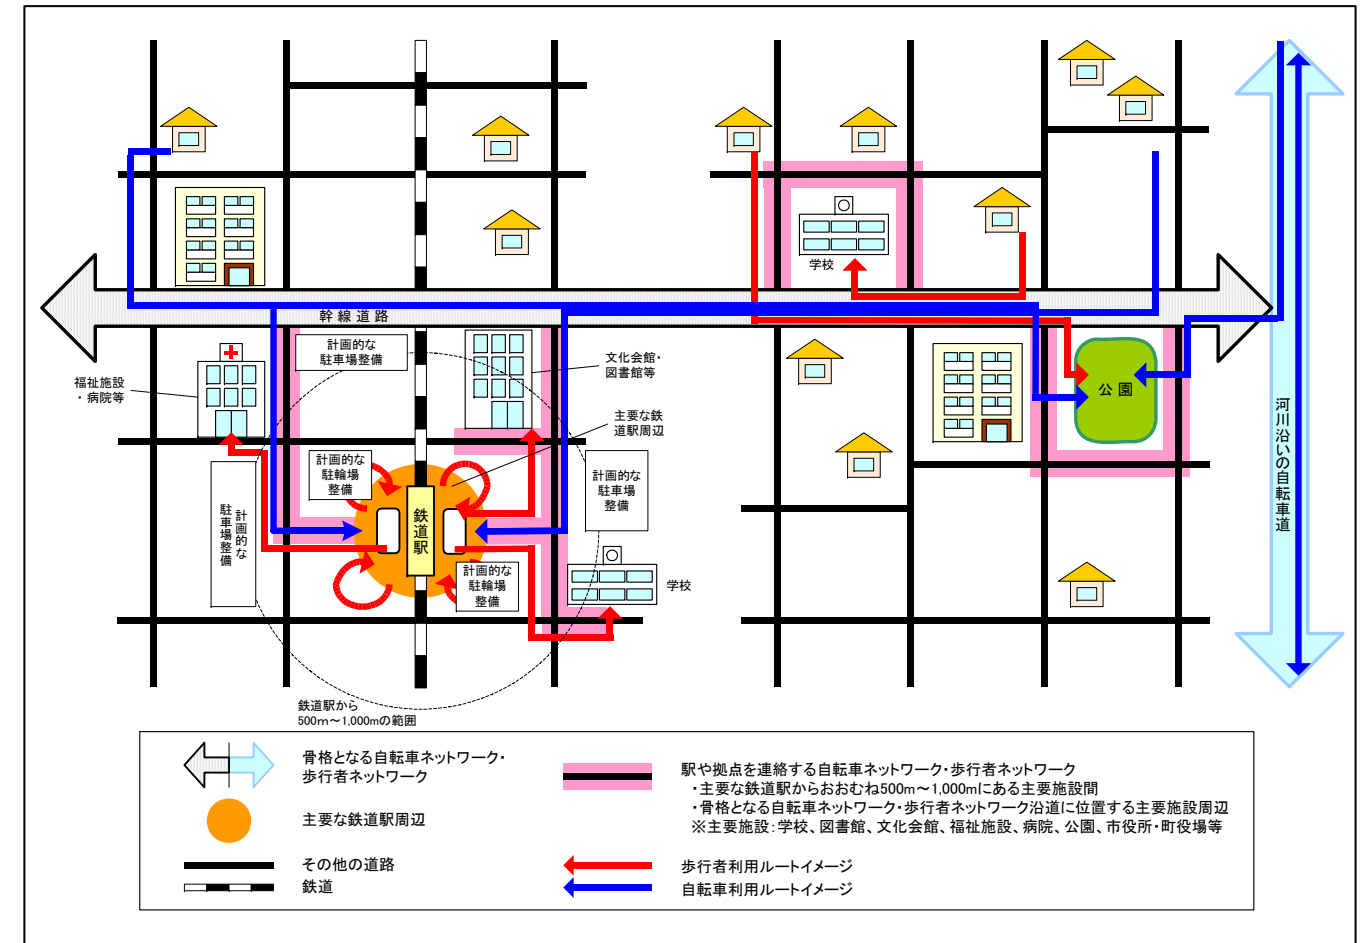 学校
幹線道路
計画的な
駐車場整備
文化会館・
図書館等
福祉施設
・病院等
公園
主要な鉄
道駅周辺
計画的な
駐輪場
整備
計画的な
駐車場
整備
河川沿いの自転車道
計画的な
駐車場整備
鉄道駅
計画的な
駐輪場
整備
学校
鉄道駅から
500m～1,000mの範囲
骨格となる自転車ネットワーク・
歩行者ネットワーク
主要な鉄道駅周辺
その他の道路
鉄道
駅や拠点を連絡する自転車ネットワーク・歩行者ネットワーク
・主要な鉄道駅からおおむね500m～1,000mにある主要施設間
・骨格となる自転車ネットワーク・歩行者ネットワーク沿道に位置する主要施設周辺
※主要施設：学校、図書館、文化会館、福祉施設、病院、公園、市役所・町役場等
歩行者利用ルートイメージ
自転車利用ルートイメージ